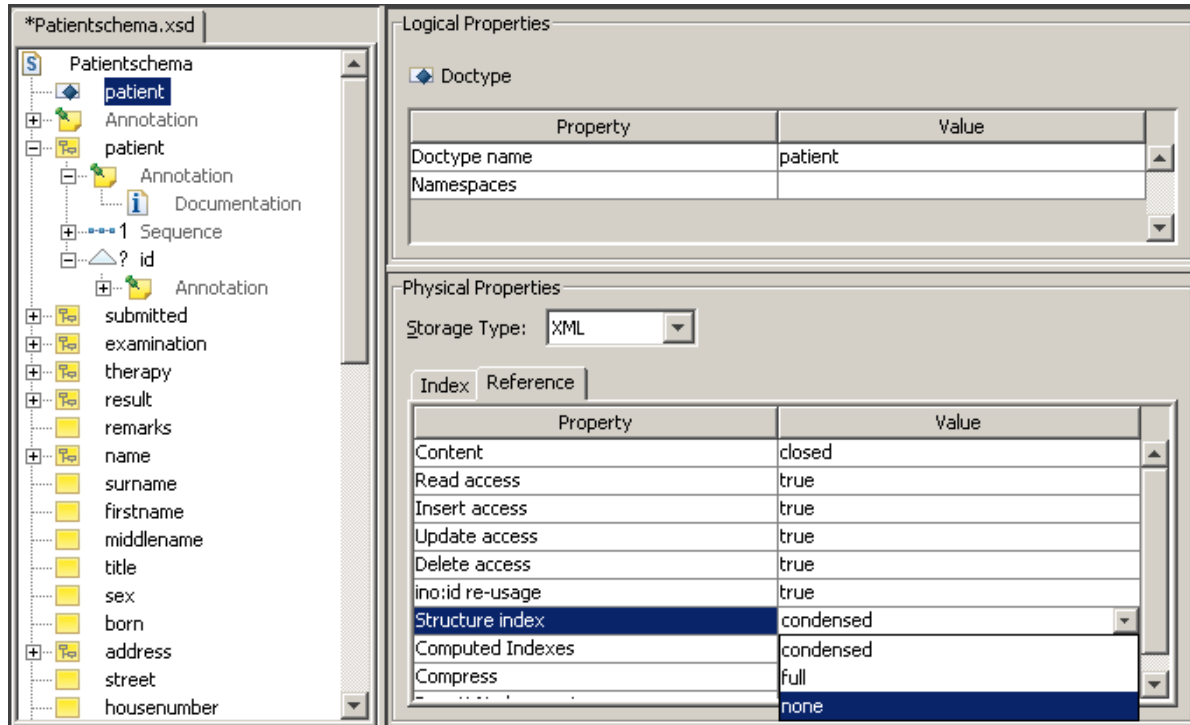 *Patientschema.xsd
Patientschema
patient
Annotation
patient
Annotation
Documentation
1 Sequence
? id
Annotation
submitted
examination
therapy
result
remarks
name
surname
firstname
middlename
title
sex
born
address
street
housenumber
Logical Properties
Doctype
Property Value
Doctype name patient
Namespaces
Physical Properties
Storage Type: XML
Index Reference
Property Value
Content closed
Read access true
Insert access true
Update access true
Delete access true
ino:id re-usage true
Structure index condensed
Computed Indexes condensed
Compress full
none